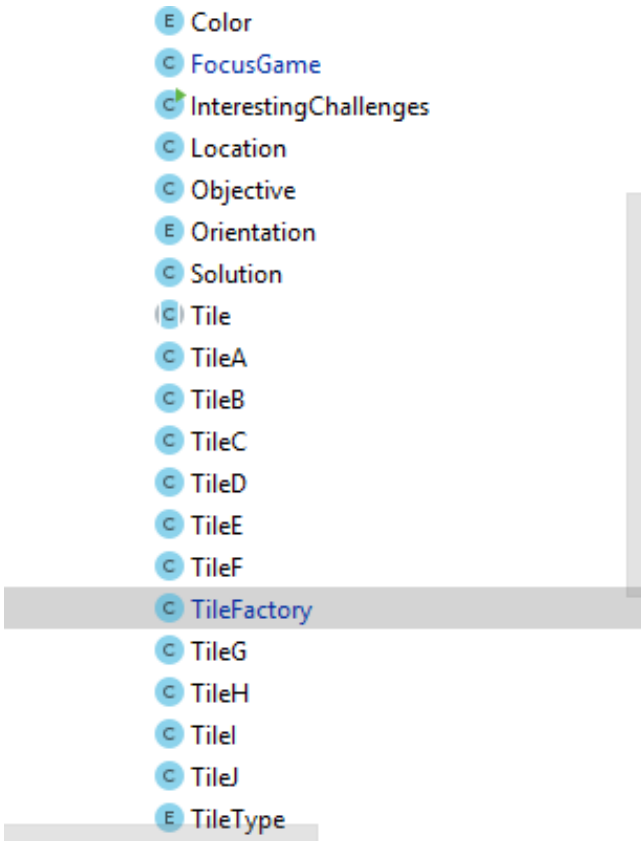 E Color
C FocusGame
C InterestingChallenges
C Location
C Objective
E Orientation
C Solution
C Tile
C TileA
C TileB
C TileC
C TileD
C TileE
C TileF
C TileFactory
C TileG
C TileH
C TileI
C TileJ
E TileType